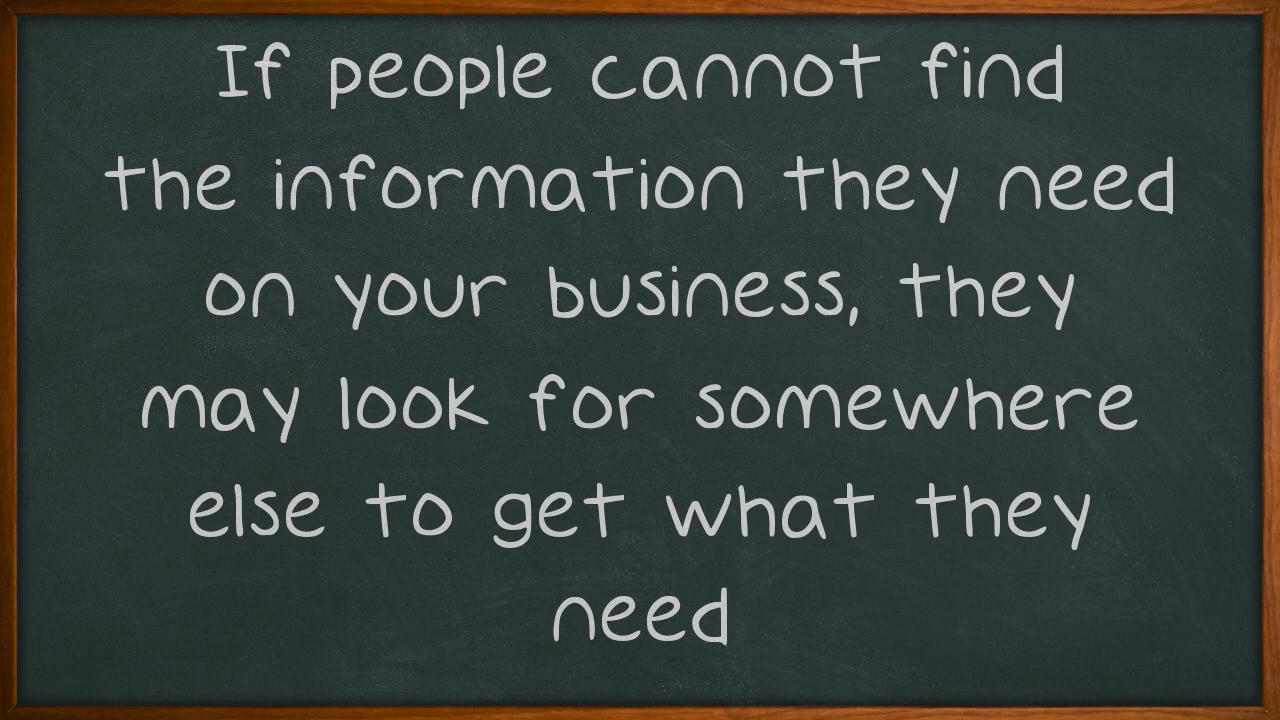 If people cannot find
the information they need
on your business, they
may look for somewhere
else to get what they
need